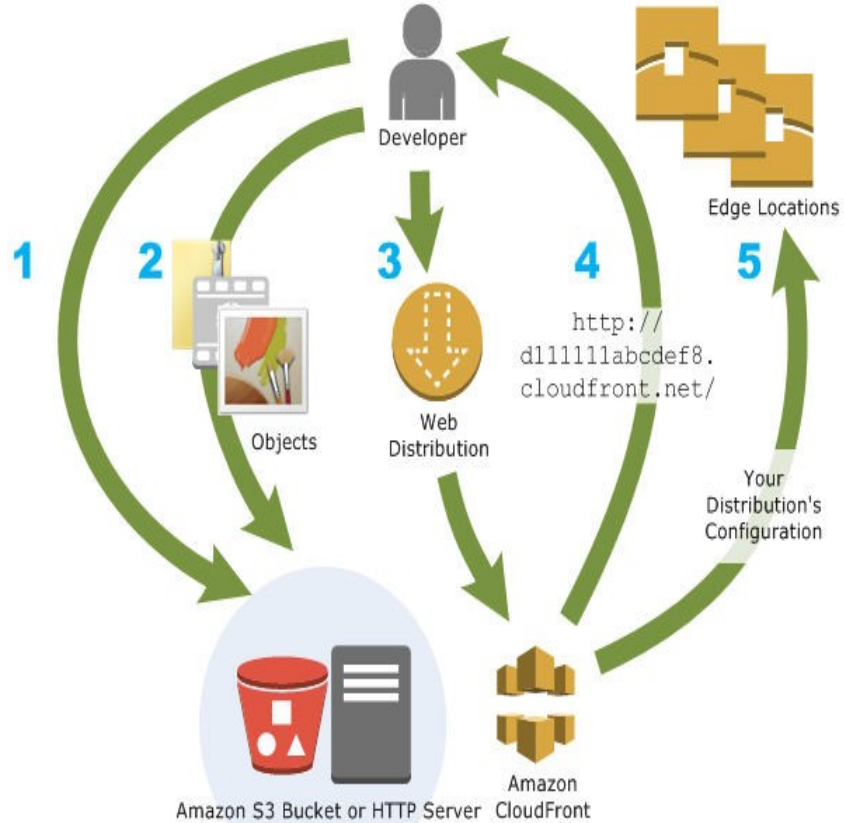 Developer
Edge Locations
1
2
3
4
5
http://
d111111abcdef8.
cloudfront.net/
Objects
Web
Distribution
Your
Distribution's
Configuration
Amazon S3 Bucket or HTTP Server
Amazon
CloudFront